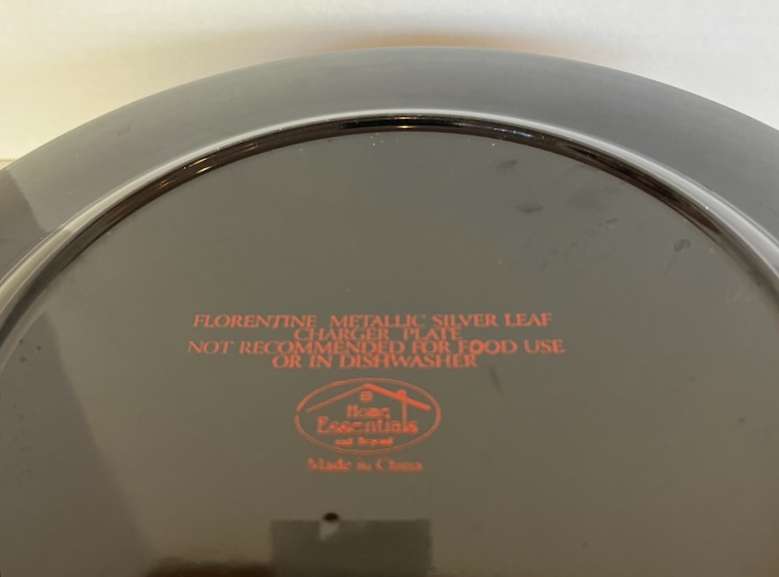 FLORENTINE METALLIC SILVER LEAF
CHARGER PLATE
NOT RECOMMENDED FOR FOOD USE
OR IN DISHWASHER
Home
Essentials
and Beyond
Made in China